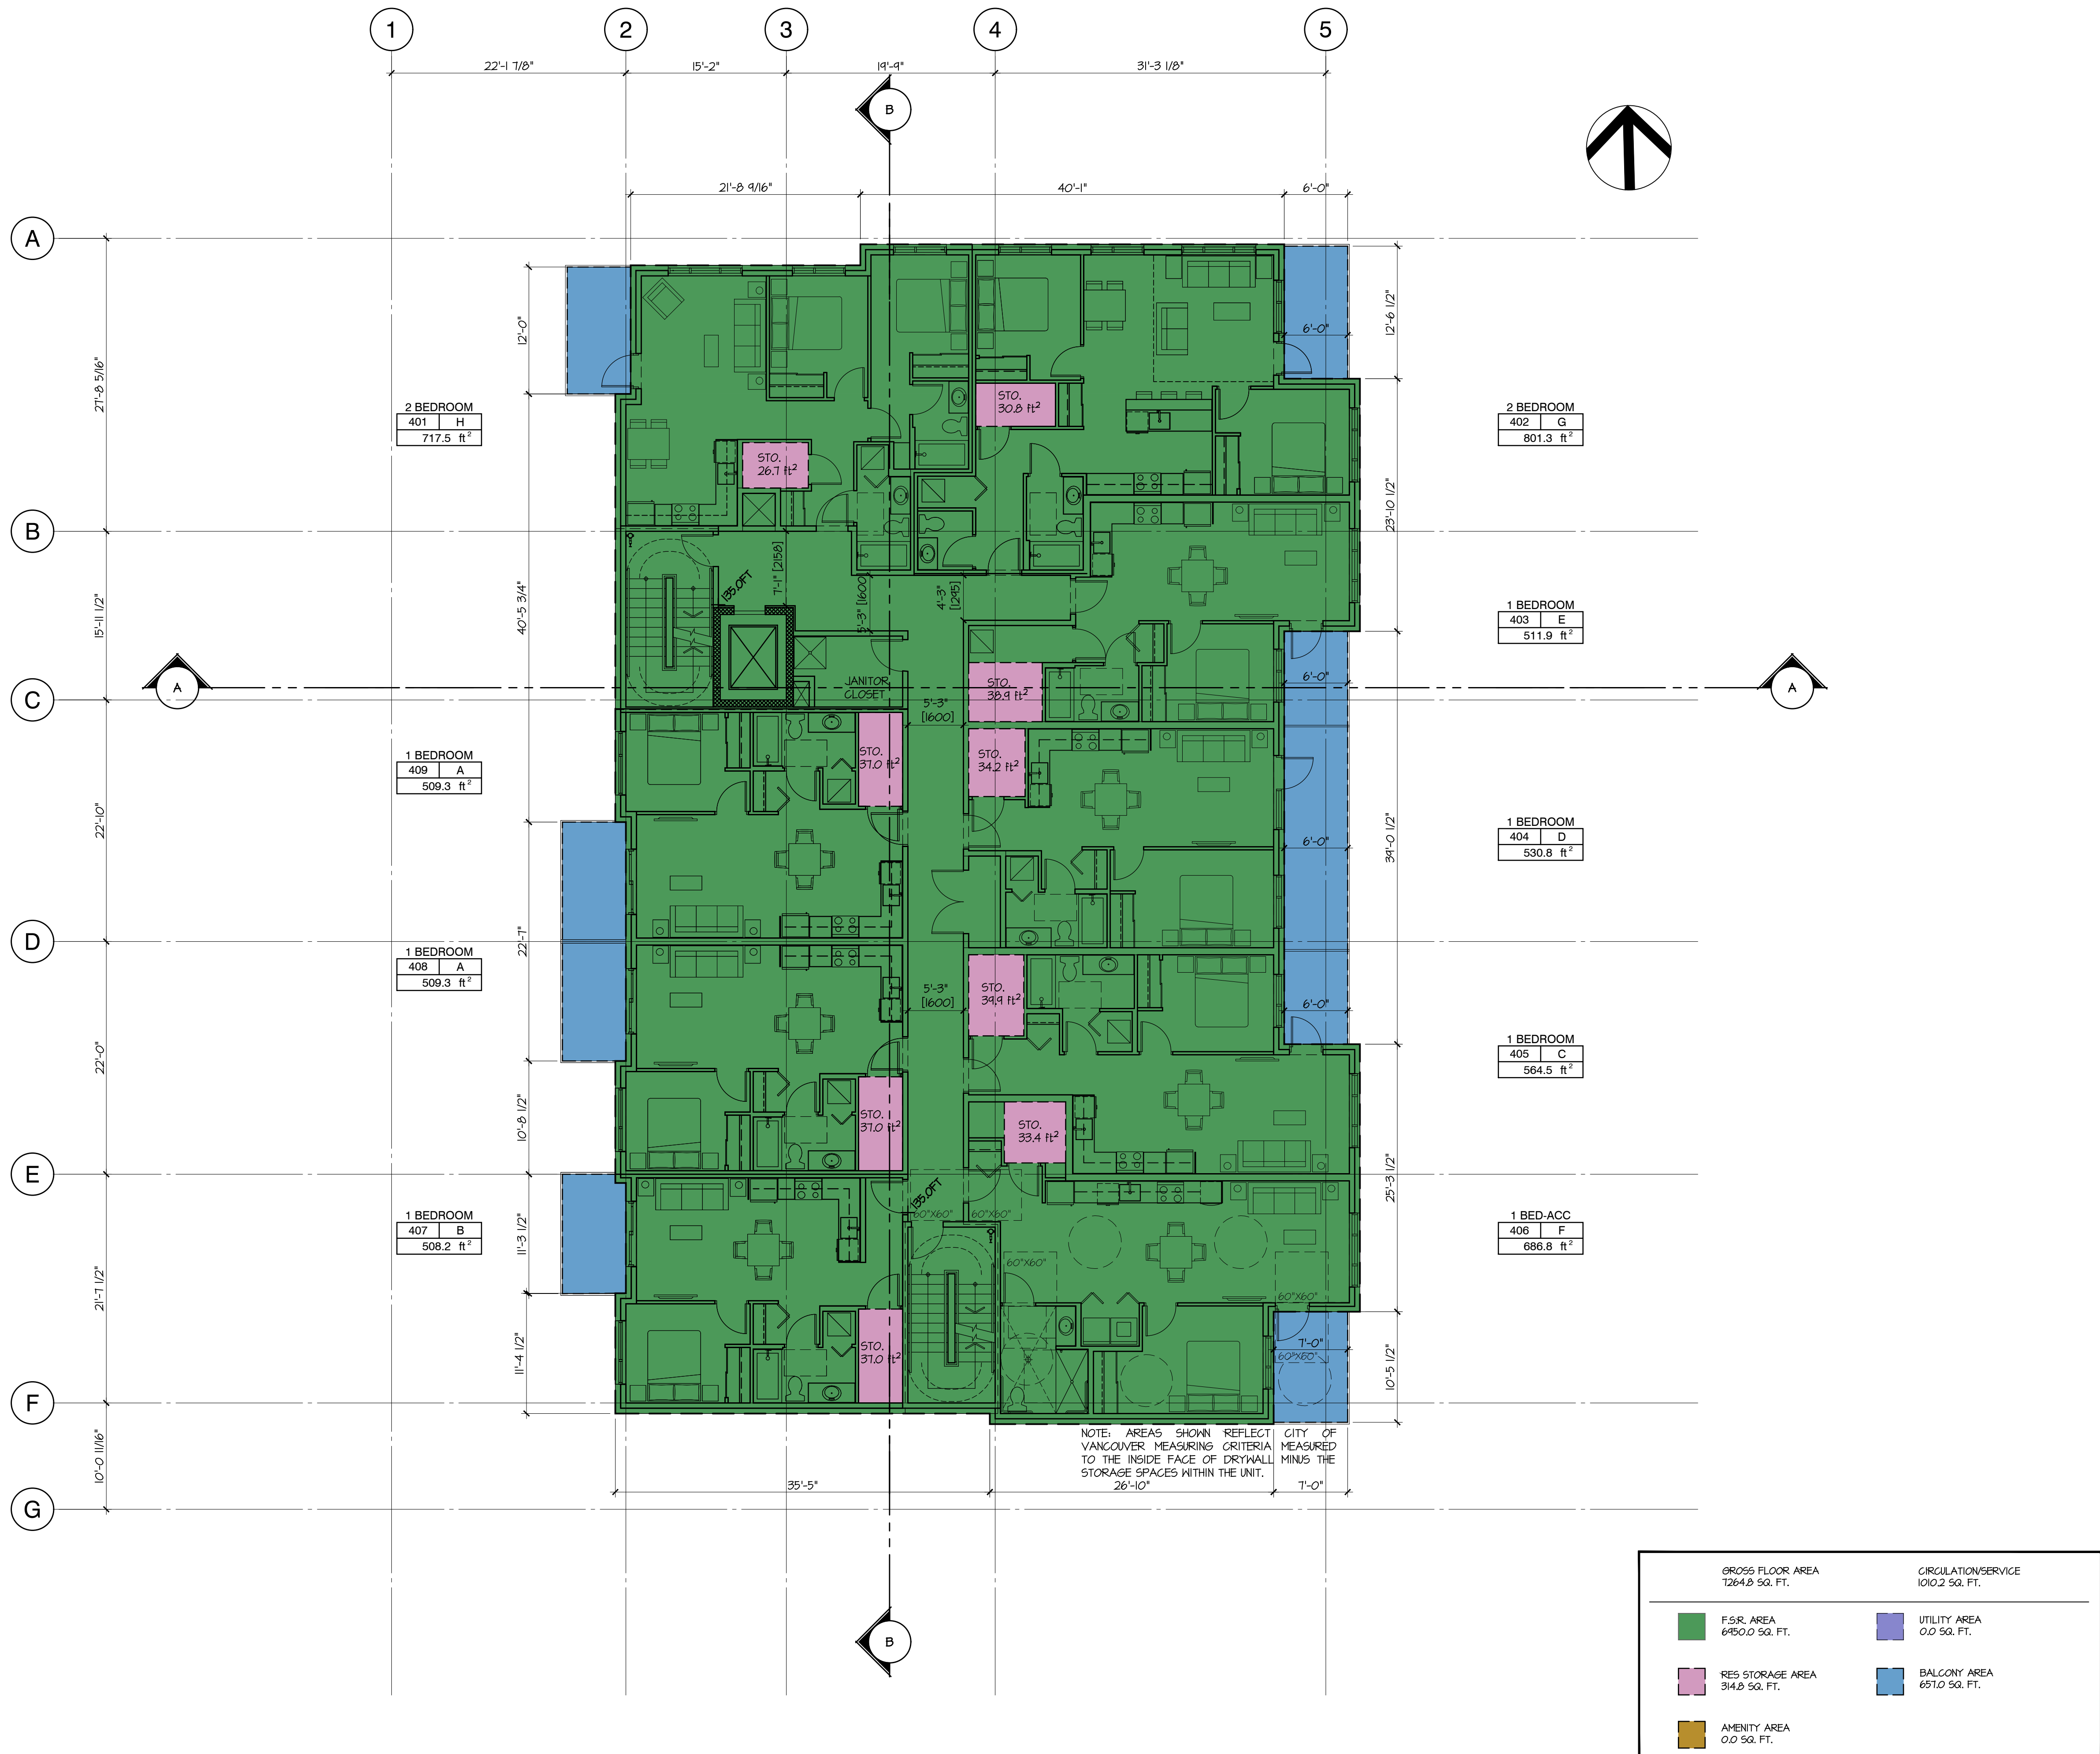 1 2 3 4 5
22'-1 7/8" 15'-2" 19'-9" 31'-3 1/8"
B
21'-8 9/16" 40'-1" 6'-0"
A
27'-8 5/16"
12'-0"
12'-6 1/2"
6'-0"
2 BEDROOM
401 H
717.5 ft²
STO.
30.8 ft²
2 BEDROOM
402 G
801.3 ft²
STO.
26.7 ft²
B
23'-10 1/2"
15'-11 1/2"
40'-5 3/4"
135.0FT
7'-1" [2158]
5'-3" [1600]
4'-3"
[1295]
1 BEDROOM
403 E
511.9 ft²
A
JANITOR
CLOSET
STO.
38.9 ft²
6'-0"
A
C
5'-3"
[1600]
1 BEDROOM
409 A
509.3 ft²
STO.
37.0 ft²
STO.
34.2 ft²
22'-10"
39'-0 1/2"
6'-0"
1 BEDROOM
404 D
530.8 ft²
D
22'-7"
1 BEDROOM
408 A
509.3 ft²
5'-3"
[1600]
STO.
39.9 ft²
6'-0"
22'-0"
1 BEDROOM
405 C
564.5 ft²
10'-8 1/2"
STO.
37.0 ft²
STO.
33.4 ft²
E
25'-3 1/2"
135.0FT
60"X60" 60"X60"
1 BEDROOM
407 B
508.2 ft²
11'-3 1/2"
1 BED-ACC
406 F
686.8 ft²
60"X60"
60"X60"
21'-7 1/2"
11'-4 1/2"
STO.
37.0 ft²
7'-0"
60"X60"
10'-5 1/2"
F
10'-0 11/16"
NOTE: AREAS SHOWN REFLECT CITY OF
VANCOUVER MEASURING CRITERIA MEASURED
TO THE INSIDE FACE OF DRYWALL MINUS THE
STORAGE SPACES WITHIN THE UNIT.
35'-5" 26'-10" 7'-0"
G
B
GROSS FLOOR AREA
7264.8 SQ. FT.
CIRCULATION/SERVICE
1010.2 SQ. FT.
F.S.R. AREA
6950.0 SQ. FT.
UTILITY AREA
0.0 SQ. FT.
RES STORAGE AREA
314.8 SQ. FT.
BALCONY AREA
657.0 SQ. FT.
AMENITY AREA
0.0 SQ. FT.